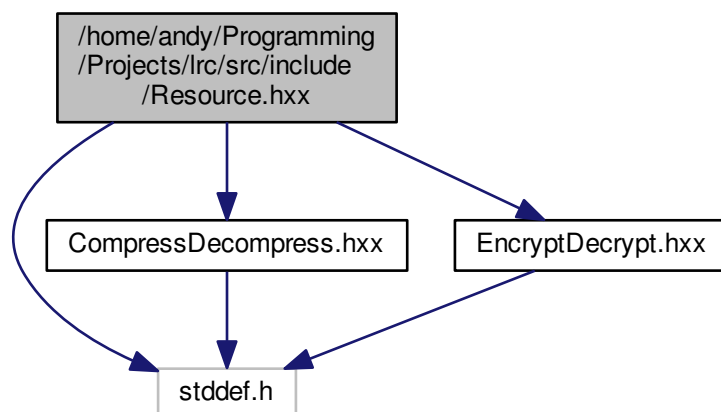 /home/andy/Programming
/Projects/lrc/src/include
/Resource.hxx
CompressDecompress.hxx
EncryptDecrypt.hxx
stddef.h